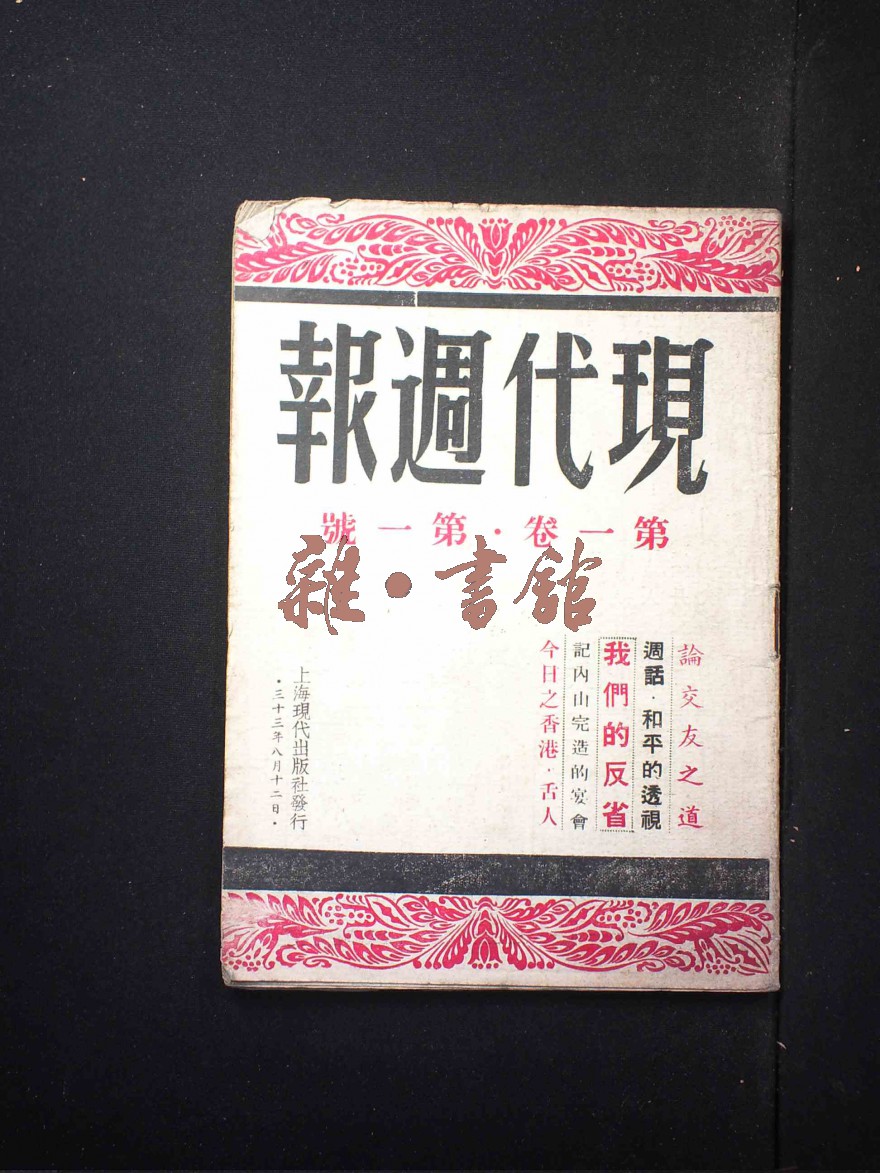 現代週報
第一卷·第一號
雜·書館
論交友之道
週話·和平的透視
我們的反省
記內山完造的宴會
今日之香港·舌人
上海現代出版社發行
·三十三年八月十二日·